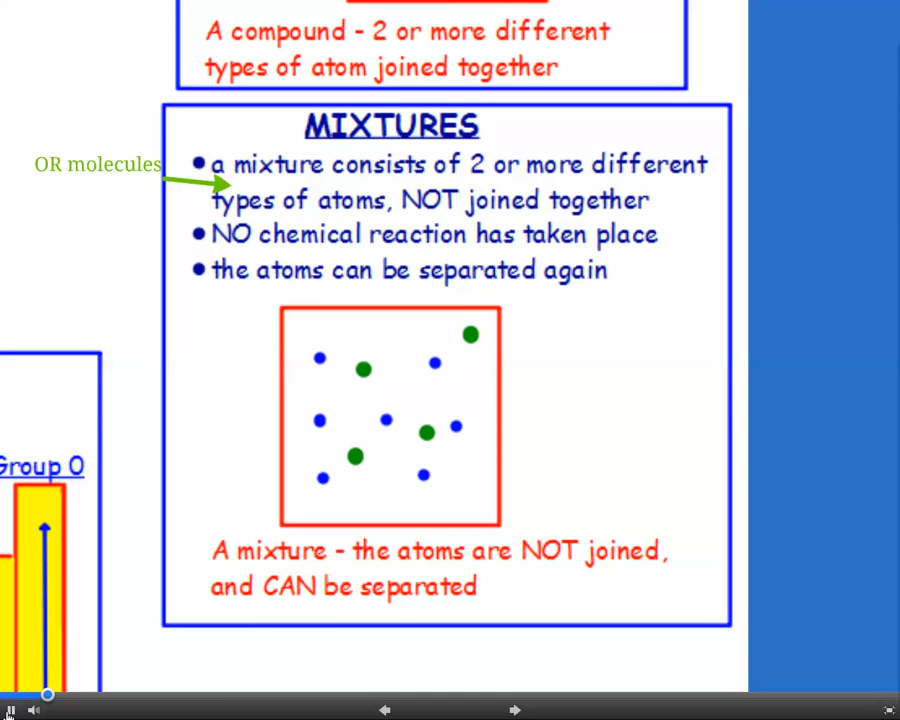 A compound - 2 or more different
types of atom joined together
MIXTURES
OR molecules
• a mixture consists of 2 or more different
types of atoms, NOT joined together
• NO chemical reaction has taken place
• the atoms can be separated again
Group 0
A mixture - the atoms are NOT joined,
and CAN be separated